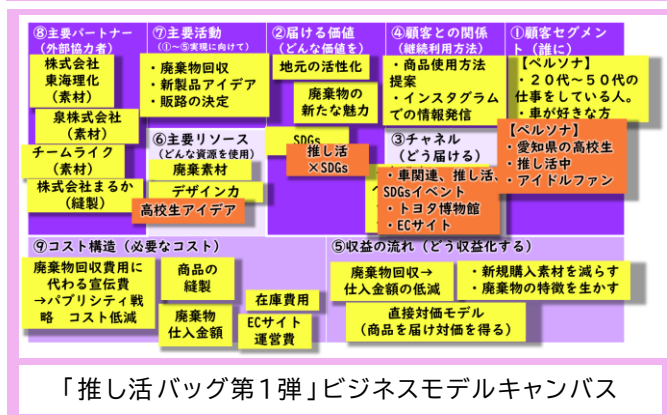 ⑧主要パートナー
(外部協力者)
株式会社
東海理化
(素材)
泉株式会社
(素材)
チームライク
(素材)
株式会社まるか
(縫製)
⑦主要活動
(①~⑤実現に向けて)
・廃棄物回収
・新製品アイデア
・販路の決定
⑥主要リソース
(どんな資源を使用)
廃棄素材
デザイン力
高校生アイデア
②届ける価値
(どんな価値を)
地元の活性化
廃棄物の
新たな魅力
SDGs
推し活
×SDGs
④顧客との関係
(継続利用方法)
・商品使用方法
提案
・インスタグラム
での情報発信
③チャネル
(どう届ける)
・車関連、推し活、
SDGsイベント
・トヨタ博物館
・ECサイト
①顧客セグメン
ト(誰に)
【ペルソナ】
・20代~50代の
仕事をしている人。
・車が好きな方
【ペルソナ】
・愛知県の高校生
・推し活中
・アイドルファン
⑨コスト構造(必要なコスト)
廃棄物回収費用に
代わる宣伝費
→パブリシティ戦
略 コスト低減
商品の
縫製
廃棄物
仕入金額
在庫費用
ECサイト
運営費
⑤収益の流れ(どう収益化する)
廃棄物回収→
仕入金額の低減
・新規購入素材を減らす
・廃棄物の特徴を生かす
直接対価モデル
(商品を届け対価を得る)
「推し活バッグ第1弾」ビジネスモデルキャンバス